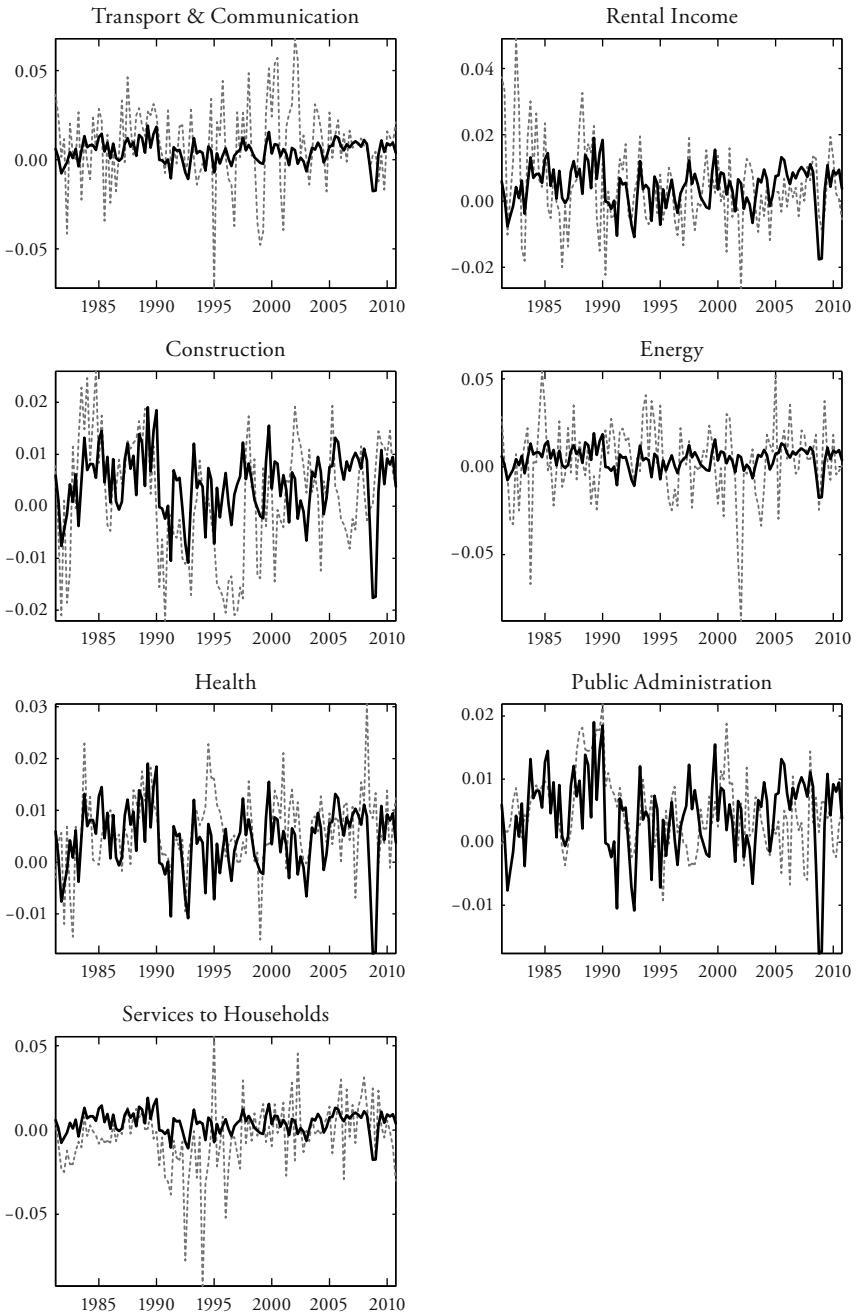 Transport & Communication
0.05
0.00
−0.05
1985 1990 1995 2000 2005 2010
Rental Income
0.04
0.02
0.00
−0.02
1985 1990 1995 2000 2005 2010
Construction
0.02
0.01
0.00
−0.01
−0.02
1985 1990 1995 2000 2005 2010
Energy
0.05
0.00
−0.05
1985 1990 1995 2000 2005 2010
Health
0.03
0.02
0.01
0.00
−0.01
1985 1990 1995 2000 2005 2010
Public Administration
0.02
0.01
0.00
−0.01
1985 1990 1995 2000 2005 2010
Services to Households
0.05
0.00
−0.05
1985 1990 1995 2000 2005 2010